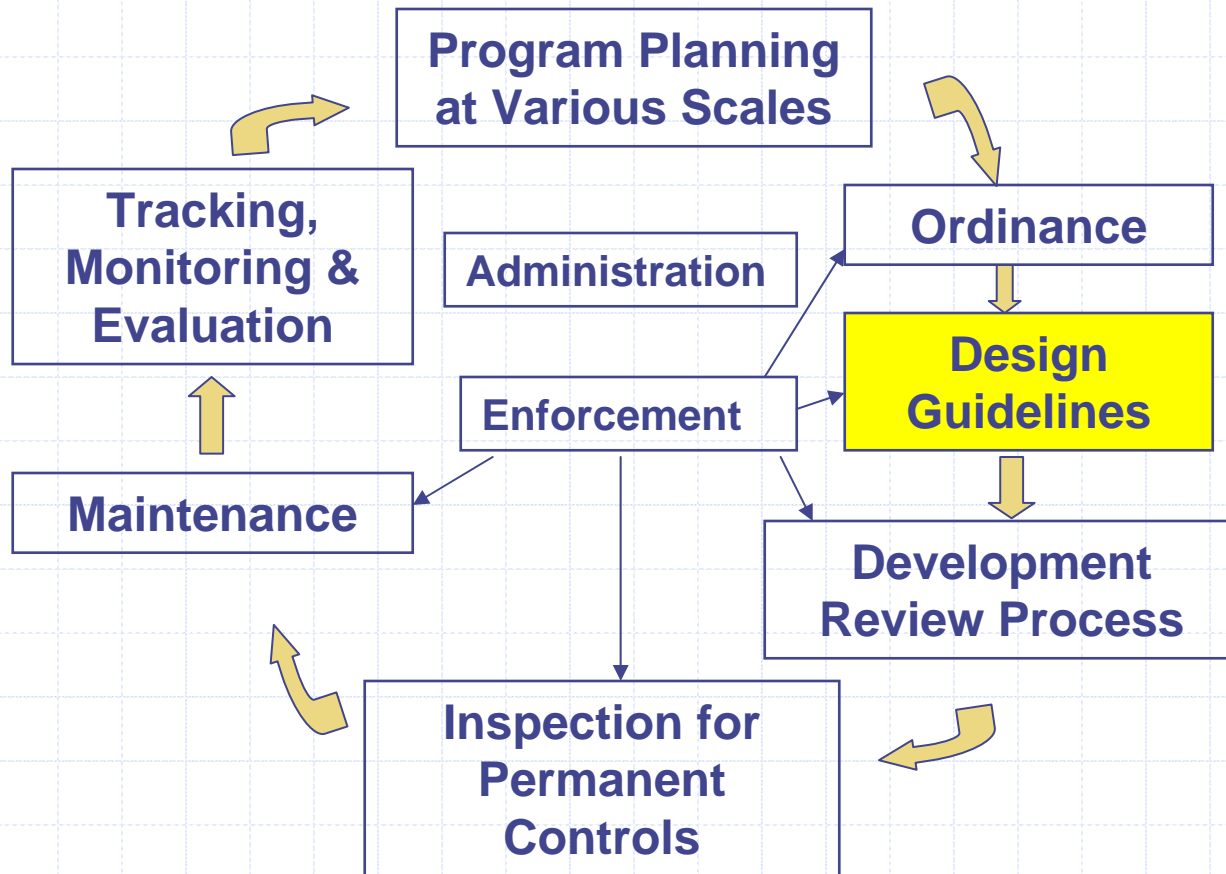 Program Planning
at Various Scales
Tracking,
Monitoring &
Evaluation
Administration
Ordinance
Design
Guidelines
Enforcement
Maintenance
Development
Review Process
Inspection for
Permanent
Controls